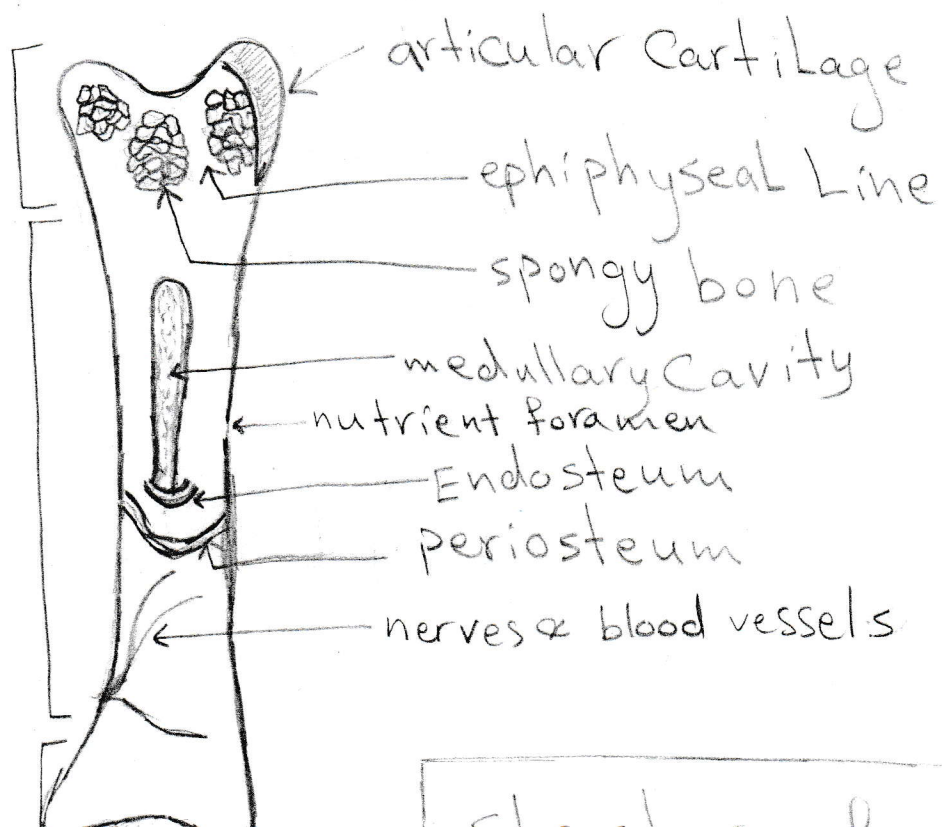 articular Cartilage
ephiphyseal Line
spongy bone
medullary Cavity
nutrient foramen
Endosteum
periosteum
nerves & blood vessels